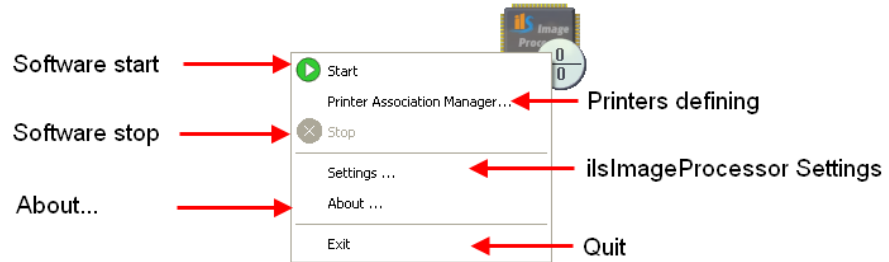 ils Image
Proce
0
0
Software start
Start
Printer Association Manager...
Printers defining
Software stop
Stop
Settings ...
ilsImageProcessor Settings
About...
About ...
Exit
Quit